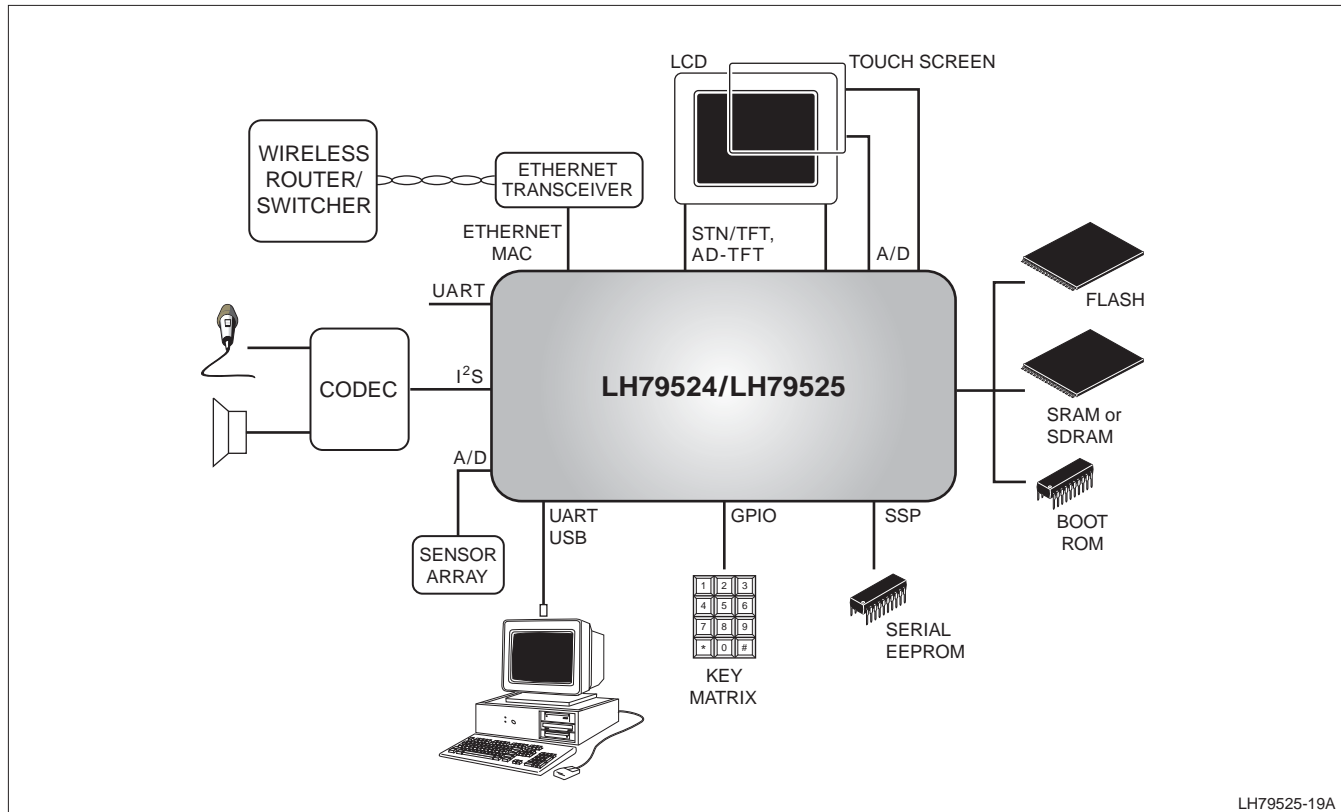 LCD
TOUCH SCREEN
WIRELESS
ROUTER/
SWITCHER
ETHERNET
TRANSCEIVER
ETHERNET
MAC
STN/TFT,
AD-TFT
A/D
FLASH
UART
CODEC
I²S
LH79524/LH79525
SRAM or
SDRAM
A/D
BOOT
ROM
SENSOR
ARRAY
UART
USB
GPIO
SSP
1 2 3
4 5 6
7 8 9
* 0 #
KEY
MATRIX
SERIAL
EEPROM
LH79525-19A